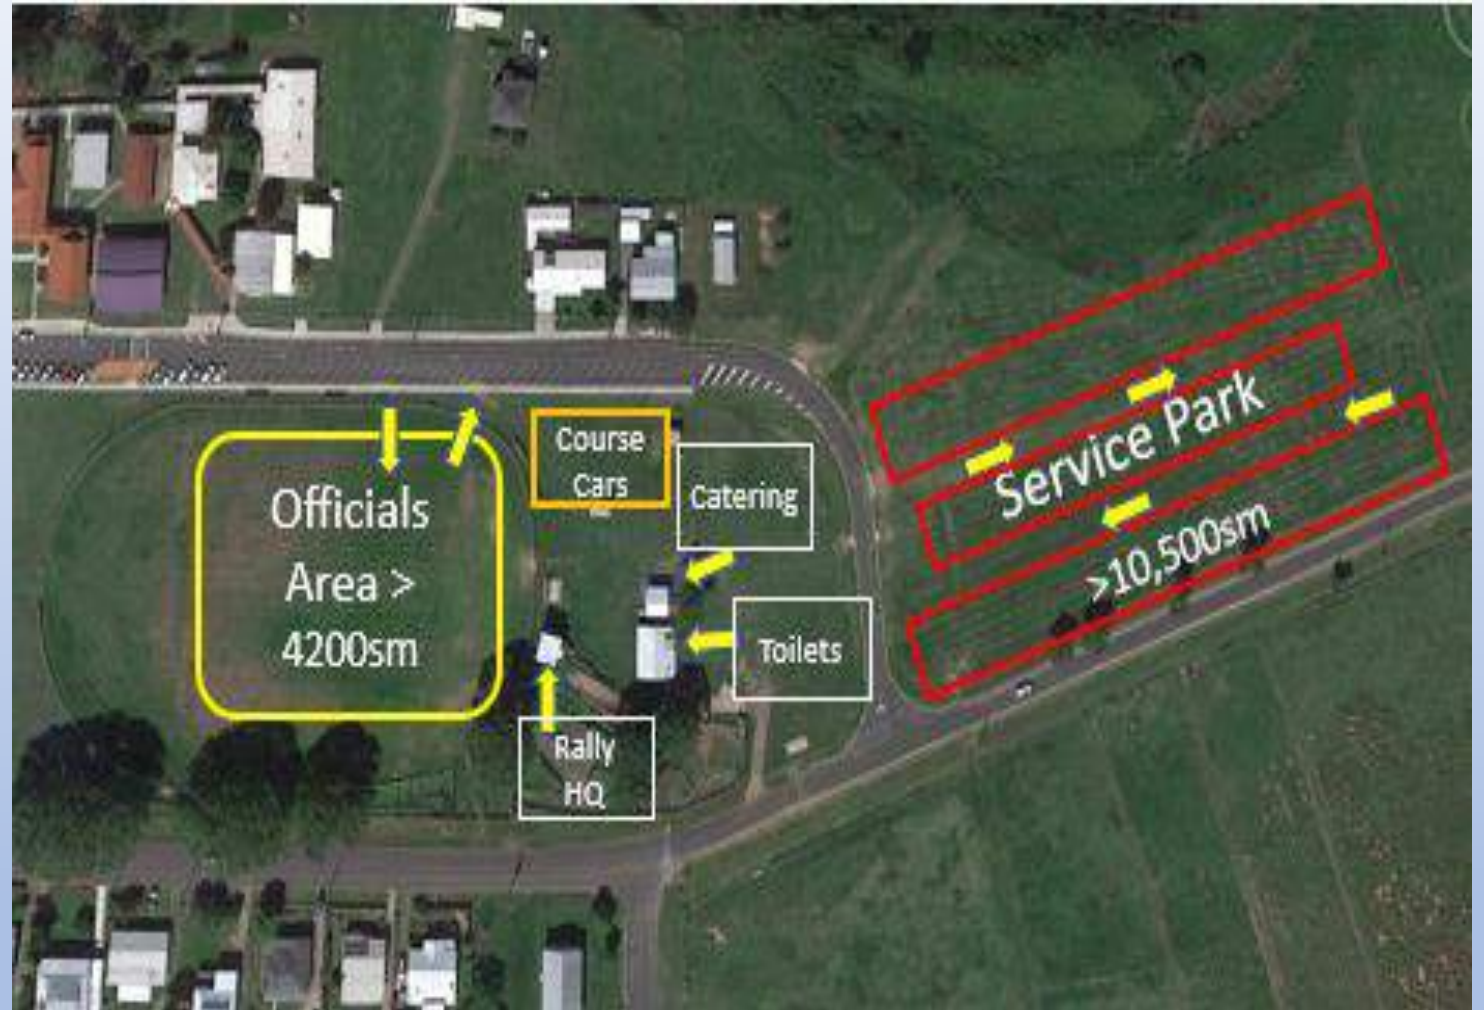 Officials
Area >
4200sm
Course
Cars
Catering
Toilets
Rally
HQ
Service Park
>10,500sm